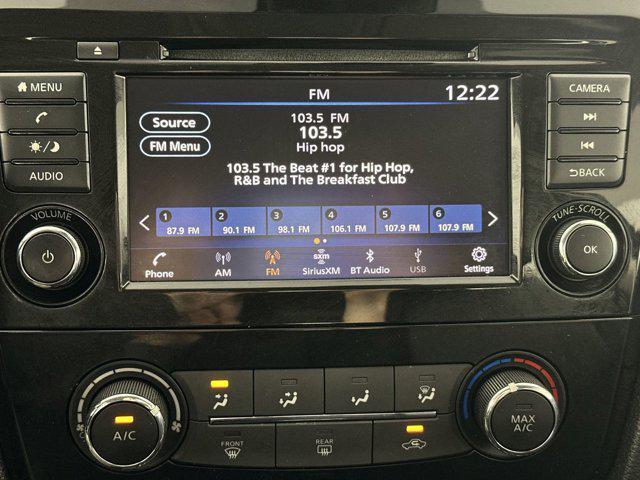 MENU
AUDIO
VOLUME
FM
12:22
Source
FM Menu
103.5 FM
103.5
Hip hop
103.5 The Beat #1 for Hip Hop,
R&B and The Breakfast Club
1 2 3 4 5 6
87.9 FM 90.1 FM 98.1 FM 106.1 FM 107.9 FM 107.9 FM
sxm
Phone AM FM SiriusXM BT Audio USB Settings
CAMERA
BACK
TUNE·SCROLL
OK
A/C
FRONT
REAR
MAX
A/C